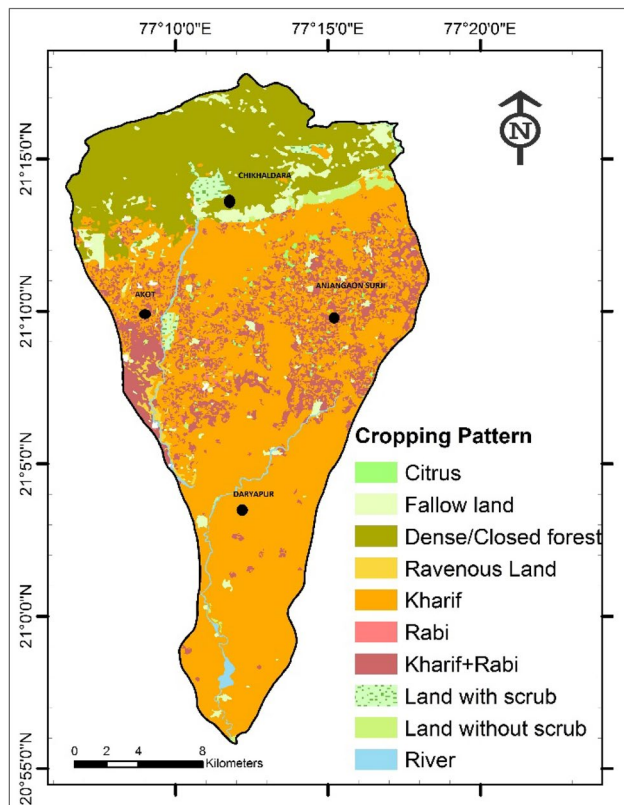 77°10'0"E
77°15'0"E
77°20'0"E
N
21°15'0"N
CHIKHALDARA
ANJANGAON SURJI
AKOT
21°10'0"N
21°5'0"N
DARYAPUR
21°0'0"N
20°55'0"N
Cropping Pattern
Citrus
Fallow land
Dense/Closed forest
Ravenous Land
Kharif
Rabi
Kharif+Rabi
Land with scrub
Land without scrub
River
0 2 4 8
Kilometers